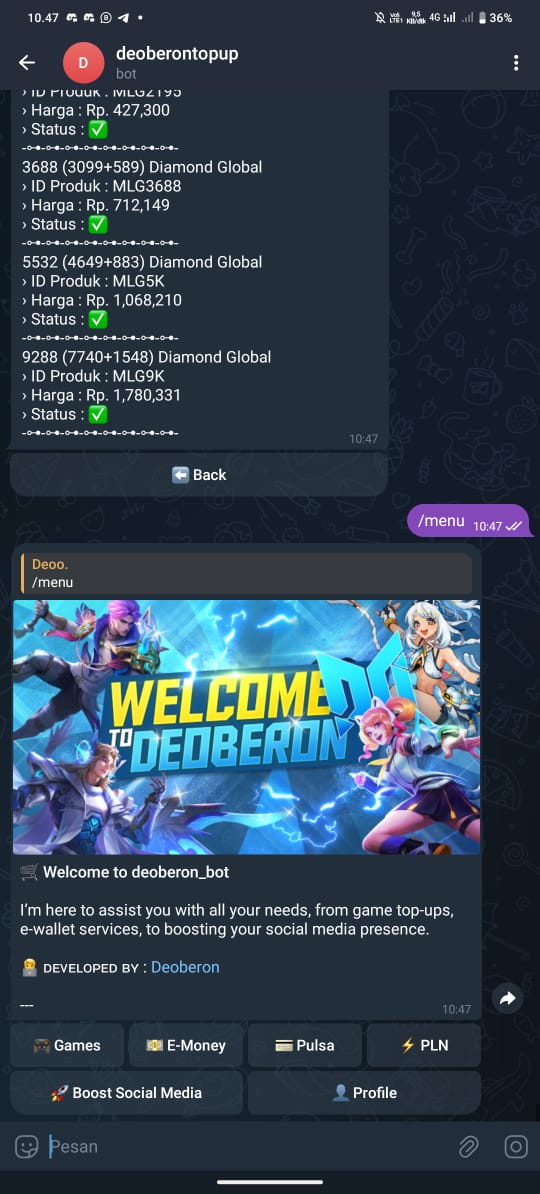 10.47
9,5
KB/dtk
4G
36%
D
deoberontopup
bot
› ID Produk : MLG2195
› Harga : Rp. 427,300
› Status : ✅
3688 (3099+589) Diamond Global
› ID Produk : MLG3688
› Harga : Rp. 712,149
› Status : ✅
5532 (4649+883) Diamond Global
› ID Produk : MLG5K
› Harga : Rp. 1,068,210
› Status : ✅
9288 (7740+1548) Diamond Global
› ID Produk : MLG9K
› Harga : Rp. 1,780,331
› Status : ✅
10:47
⬅️ Back
/menu 10:47
Deoo.
/menu
WELCOME
TO DEOBERON
🛒 Welcome to deoberon_bot
I'm here to assist you with all your needs, from game top-ups,
e-wallet services, to boosting your social media presence.
👨‍💻 DEVELOPED BY : Deoberon
---
10:47
🎮 Games
💴 E-Money
💳 Pulsa
⚡ PLN
🚀 Boost Social Media
👤 Profile
Pesan